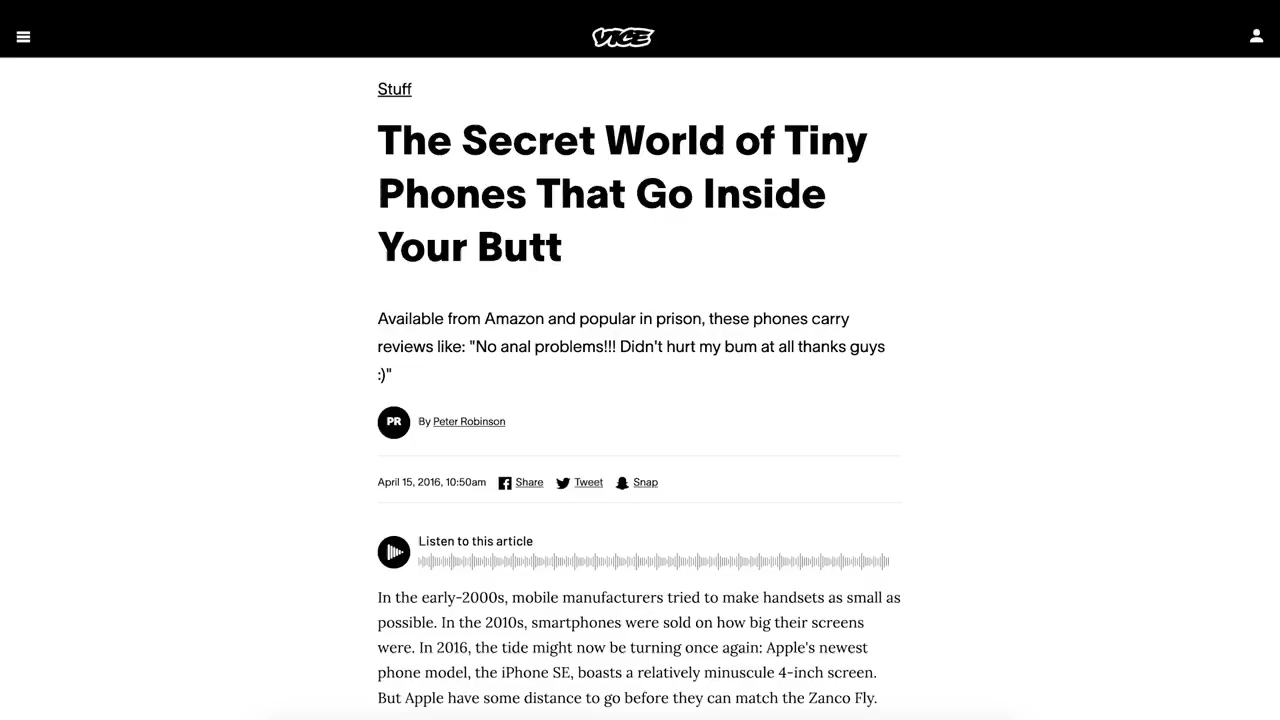 VICE
Stuff
The Secret World of Tiny
Phones That Go Inside
Your Butt
Available from Amazon and popular in prison, these phones carry
reviews like: "No anal problems!!! Didn't hurt my bum at all thanks guys
:)"
PR
By Peter Robinson
April 15, 2016, 10:50am Share Tweet Snap
Listen to this article
In the early-2000s, mobile manufacturers tried to make handsets as small as
possible. In the 2010s, smartphones were sold on how big their screens
were. In 2016, the tide might now be turning once again: Apple's newest
phone model, the iPhone SE, boasts a relatively minuscule 4-inch screen.
But Apple have some distance to go before they can match the Zanco Fly.